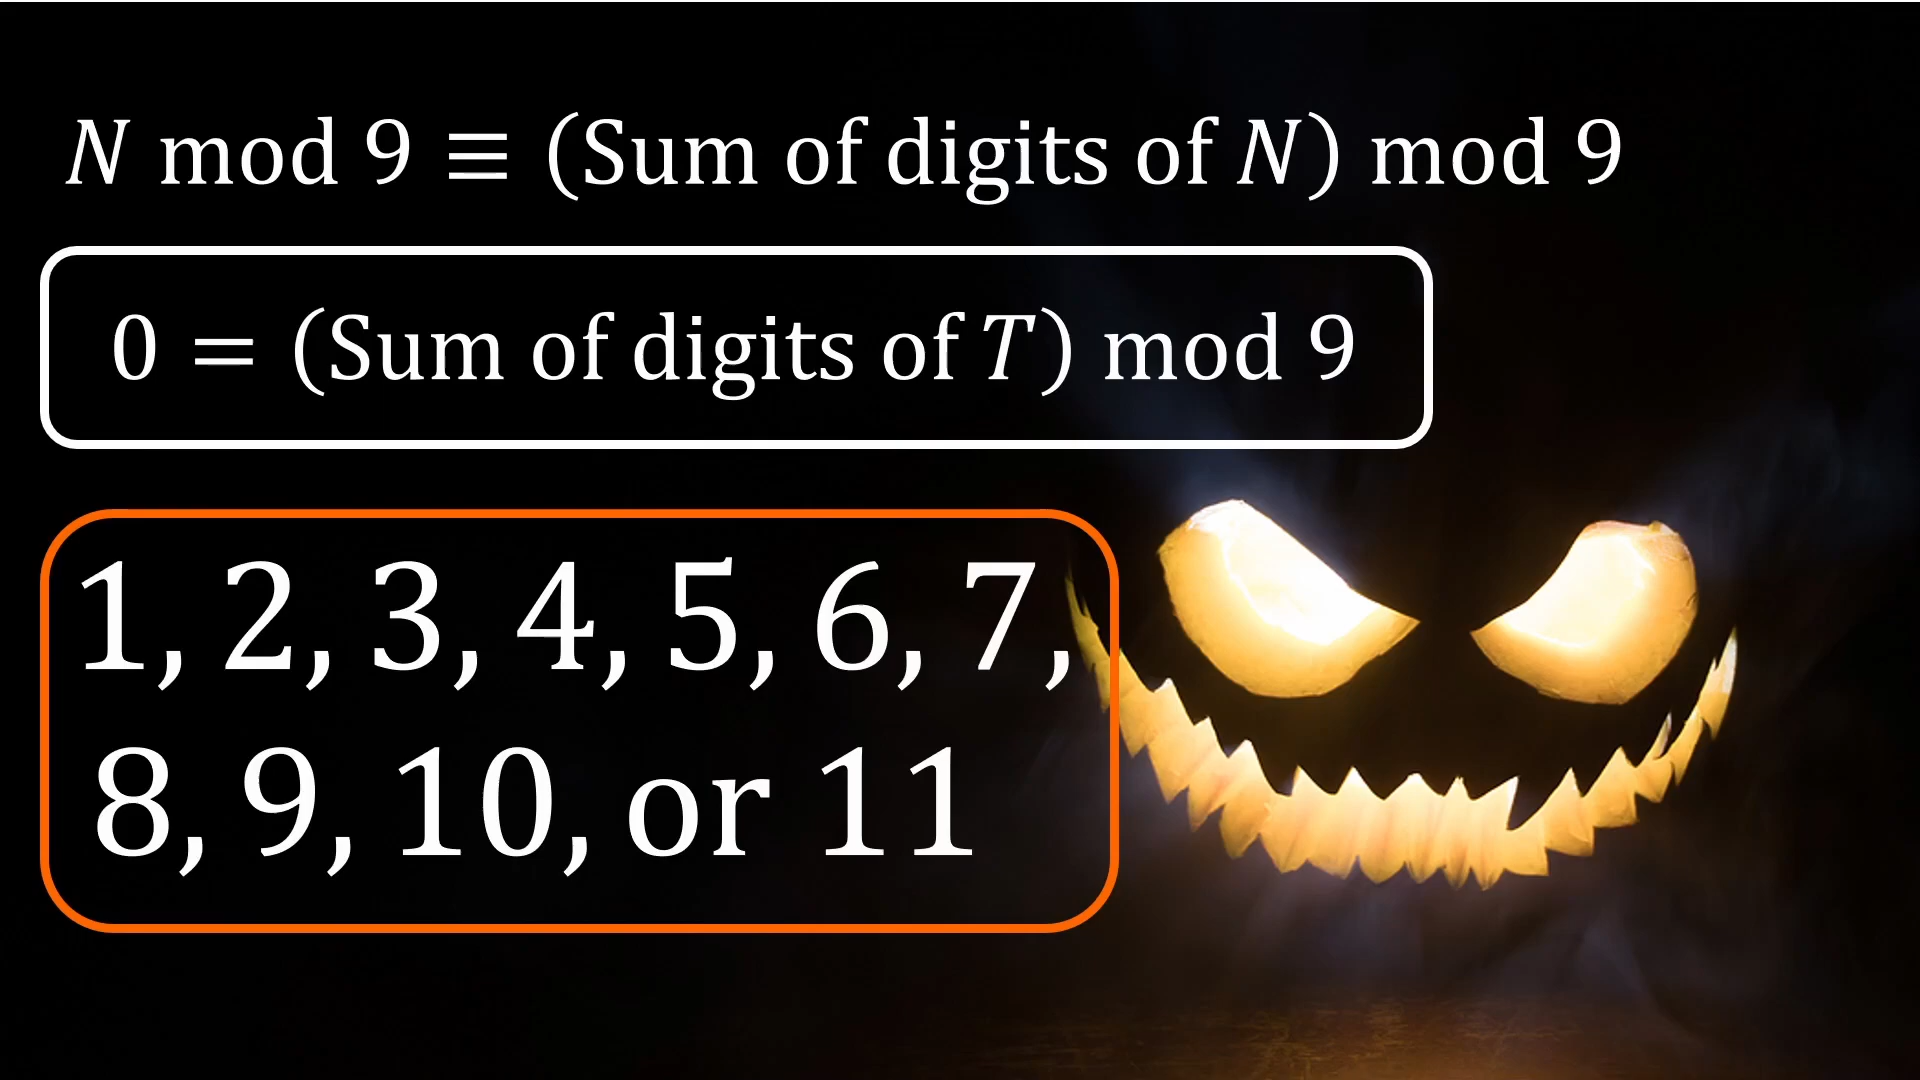 N mod 9 ≡ (Sum of digits of N) mod 9
0 = (Sum of digits of T) mod 9
1, 2, 3, 4, 5, 6, 7,
8, 9, 10, or 11